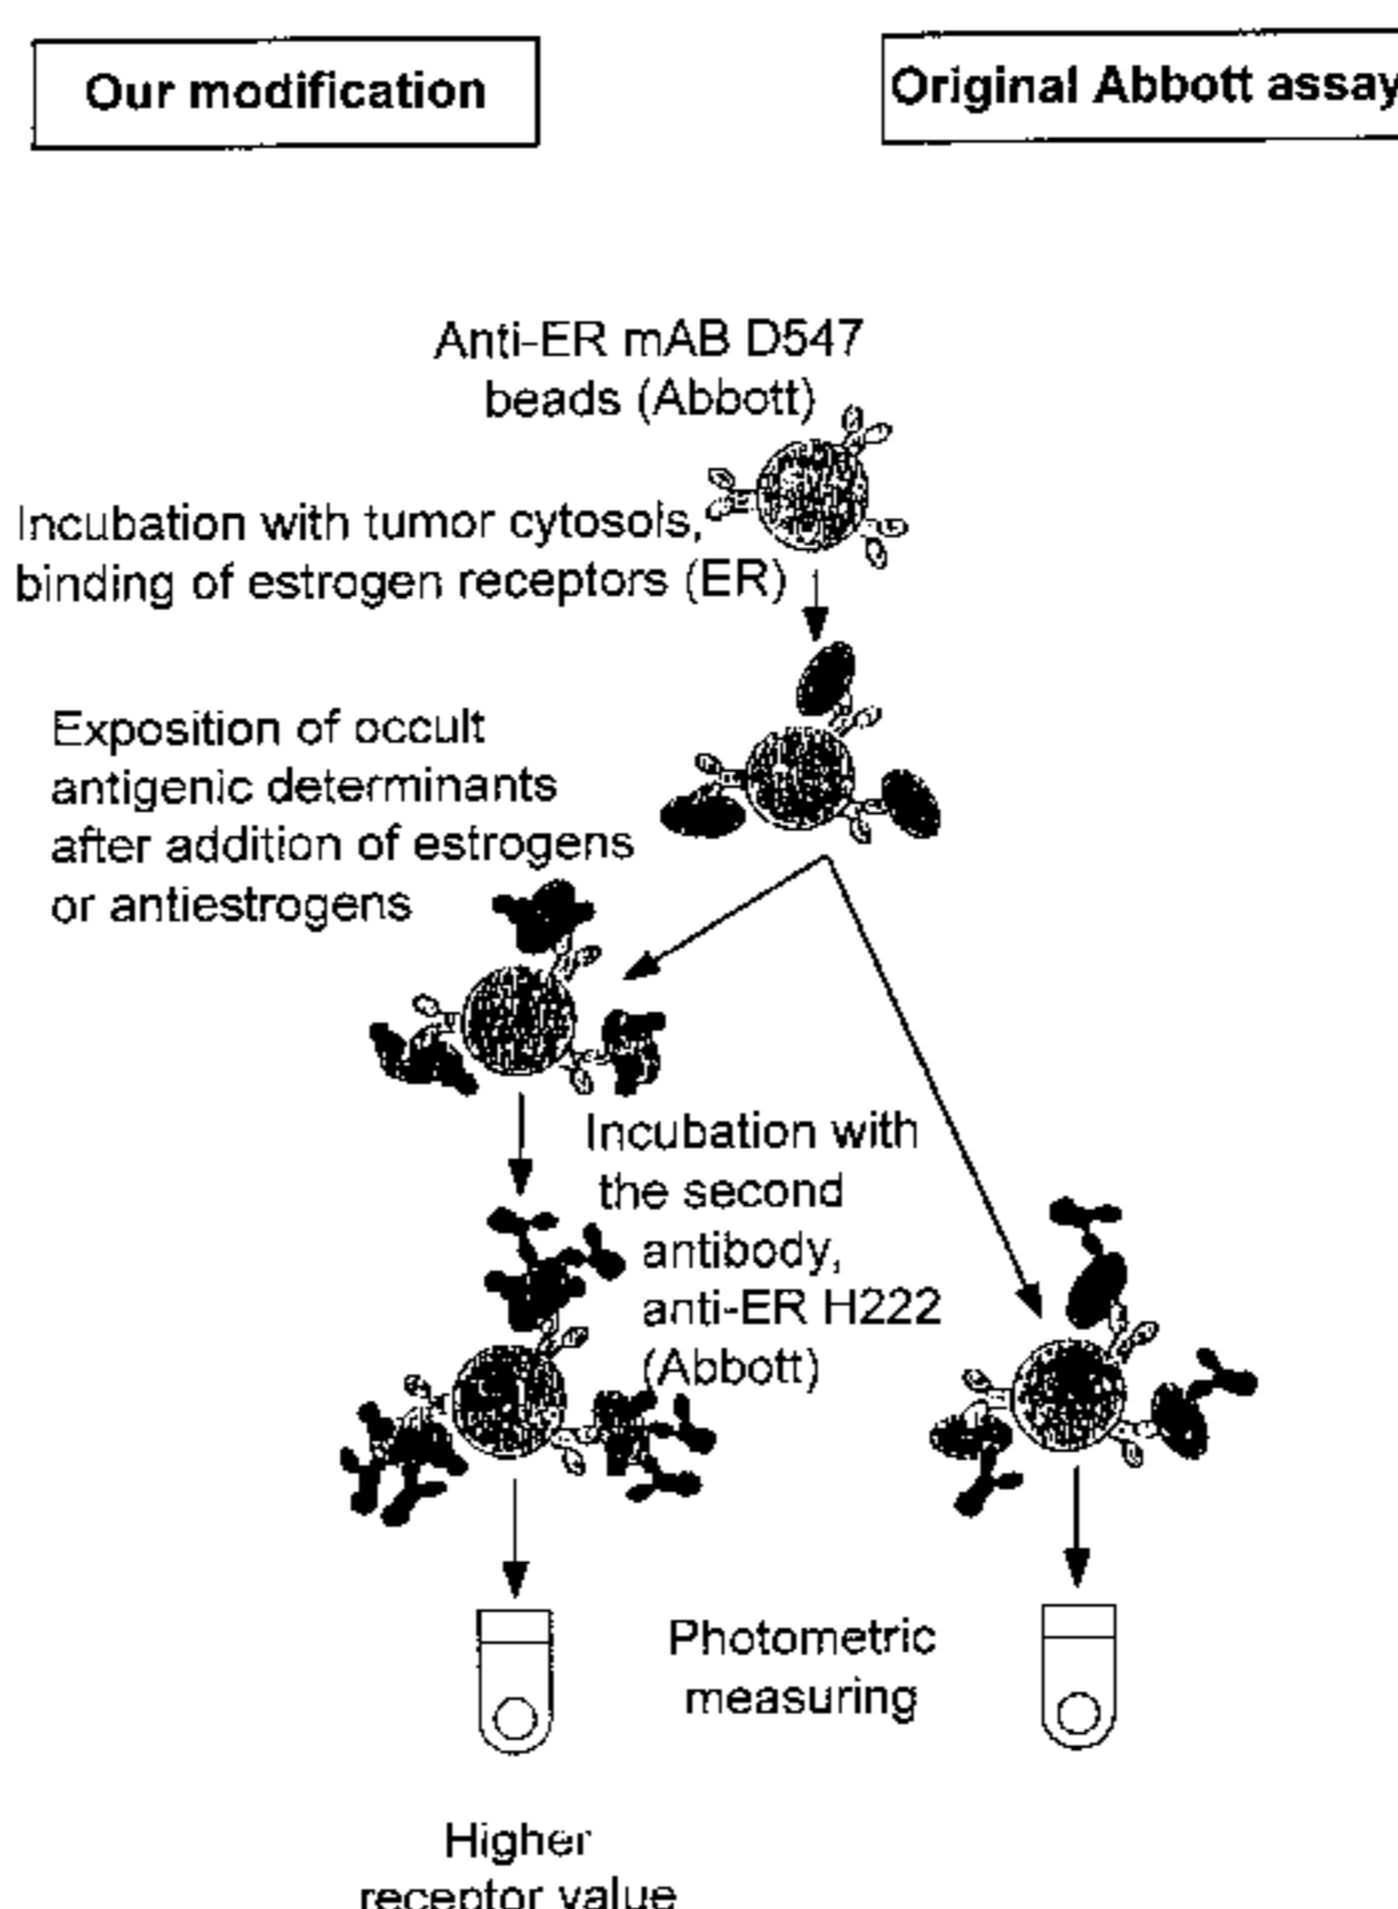 Our modification
Original Abbott assay
Anti-ER mAB D547
beads (Abbott)
Incubation with tumor cytosols,
binding of estrogen receptors (ER)
Exposition of occult
antigenic determinants
after addition of estrogens
or antiestrogens
Incubation with
the second
antibody,
anti-ER H222
(Abbott)
Photometric
measuring
Higher
receptor value